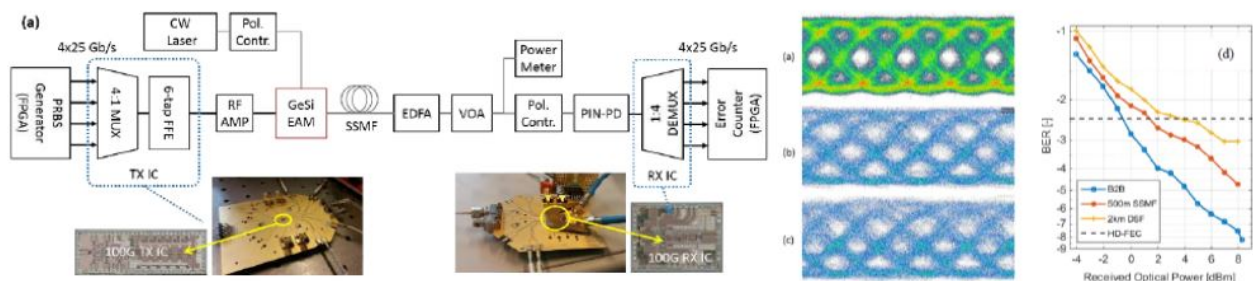 (a)
CW
Laser
Pol.
Contr.
4x25 Gb/s
PRBS
Generator
(FPGA)
4-1 MUX
6-tap FFE
TX IC
RF
AMP
GeSi
EAM
SSMF
EDFA
VOA
Power
Meter
Pol.
Contr.
PIN-PD
4x25 Gb/s
1:4
DEMUX
RX IC
Error
Counter
(FPGA)
100G TX IC
100G RX IC
(a)
(b)
(c)
(d)
BER [-]
-1
-2
-3
-4
-5
-6
-7
-8
-9
B2B
500m SSMF
2km DSF
HD-FEC
-4
-2
0
2
4
6
8
Received Optical Power [dBm]